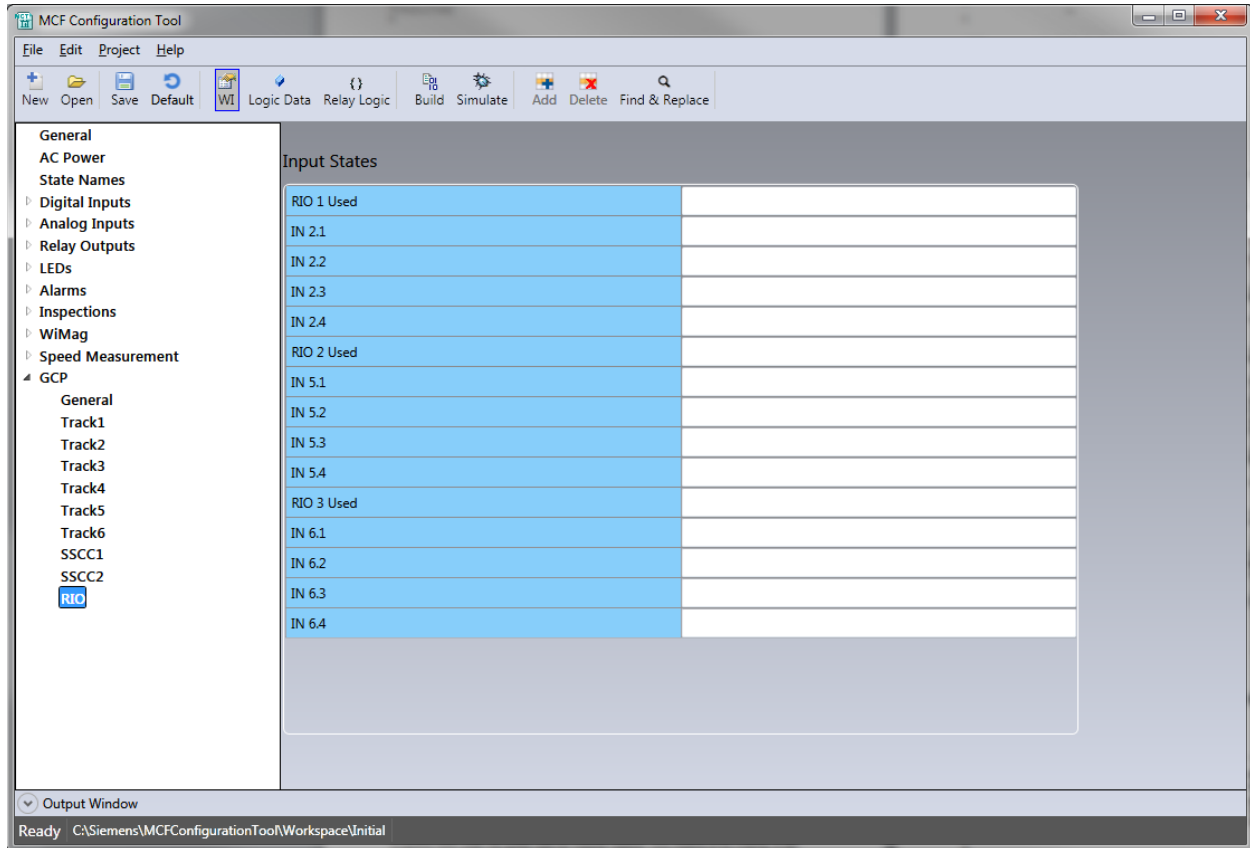 MCF Configuration Tool
File Edit Project Help
New Open Save Default WI Logic Data Relay Logic Build Simulate Add Delete Find & Replace
General
AC Power
State Names
Digital Inputs
Analog Inputs
Relay Outputs
LEDs
Alarms
Inspections
WiMag
Speed Measurement
GCP
General
Track1
Track2
Track3
Track4
Track5
Track6
SSCC1
SSCC2
RIO
Input States
RIO 1 Used
IN 2.1
IN 2.2
IN 2.3
IN 2.4
RIO 2 Used
IN 5.1
IN 5.2
IN 5.3
IN 5.4
RIO 3 Used
IN 6.1
IN 6.2
IN 6.3
IN 6.4
Output Window
Ready C:\Siemens\MCFConfigurationTool\Workspace\Initial